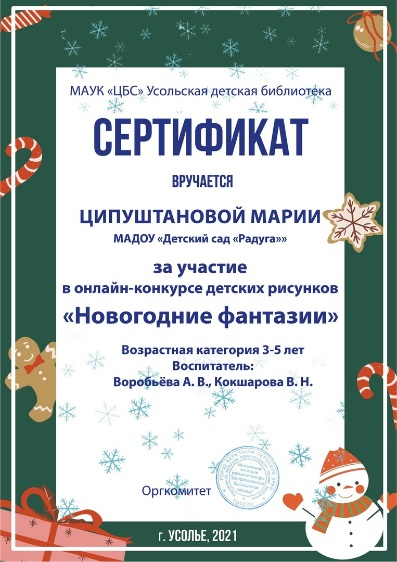 МАУК «ЦБС» Усольская детская библиотека
СЕРТИФИКАТ
ВРУЧАЕТСЯ
ЦИПУШТАНОВОЙ МАРИИ
МАДОУ «Детский сад «Радуга»»
за участие
в онлайн-конкурсе детских рисунков
«Новогодние фантазии»
Возрастная категория 3-5 лет
Воспитатель:
Воробьёва А. В., Кокшарова В. Н.
Оргкомитет
г. УСОЛЬЕ, 2021